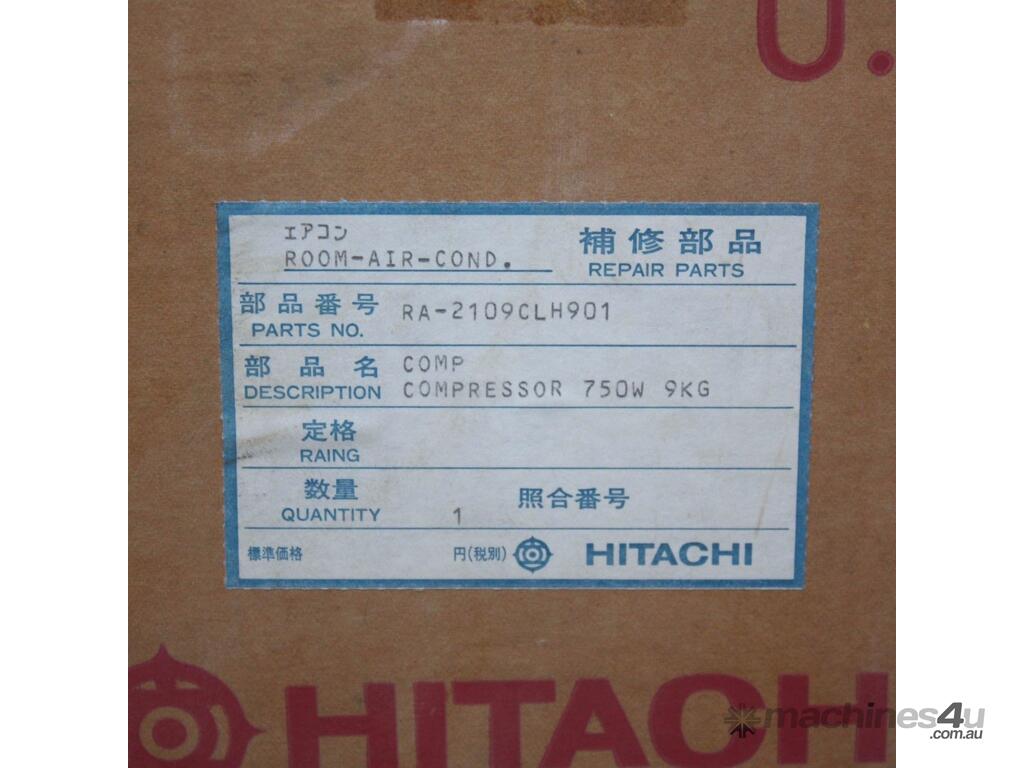 U.
エアコン
ROOM-AIR-COND.
補修部品
REPAIR PARTS
部品番号
PARTS NO.
RA-2109CLH901
部品名
COMP
DESCRIPTION
COMPRESSOR 750W 9KG
定格
RAING
数量
QUANTITY
1
照合番号
標準価格
円(税別)
HITACHI
HITACHI
machines4u
.com.au